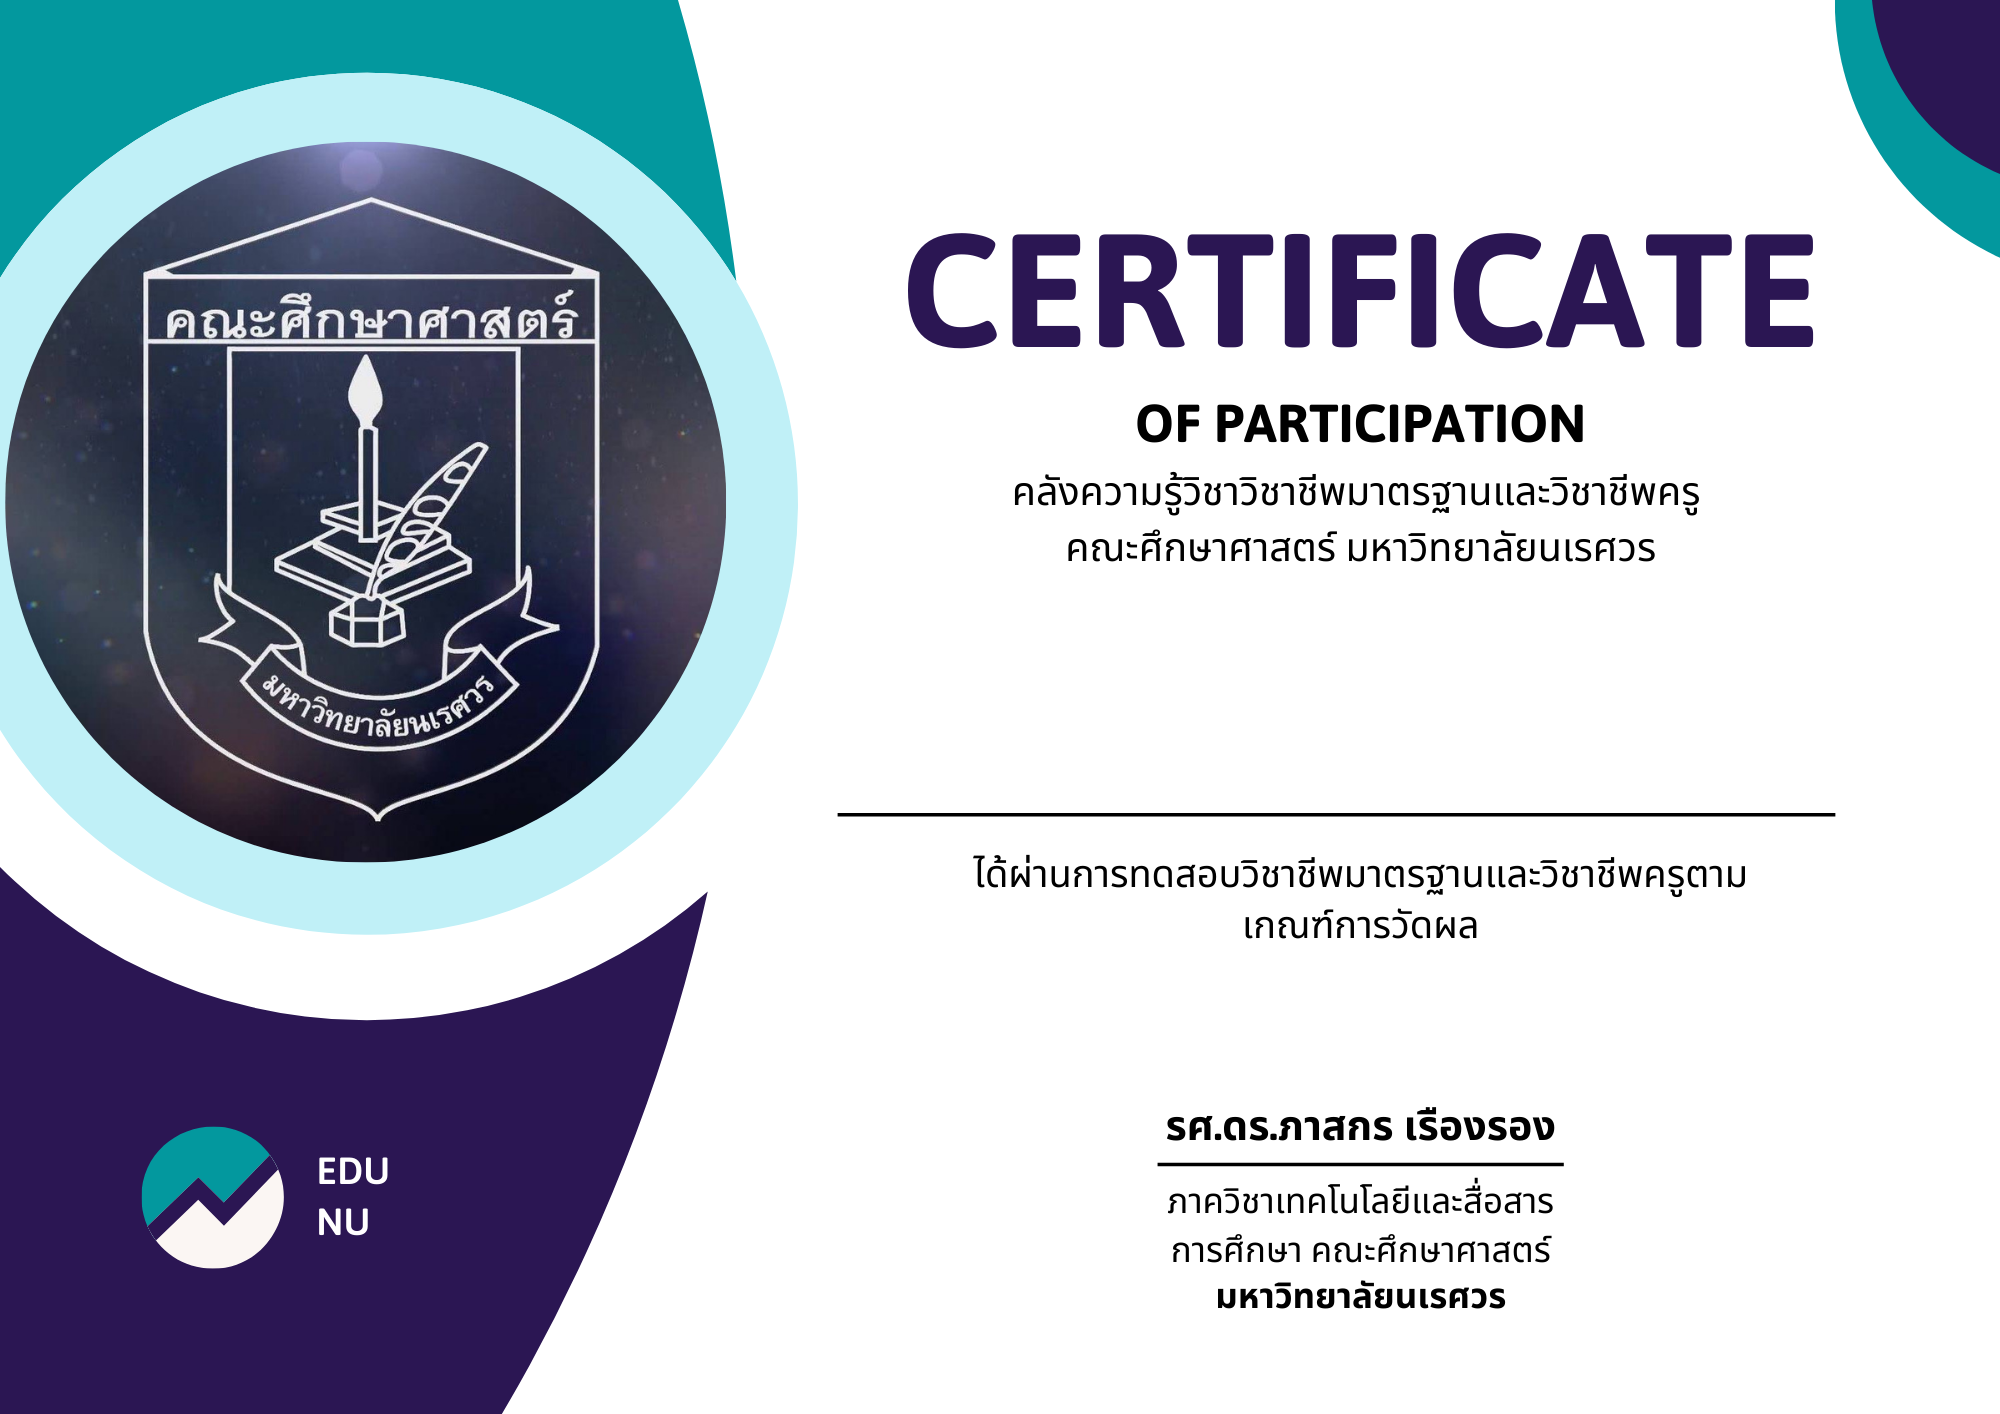 คณะศึกษาศาสตร์
มหาวิทยาลัยนเรศวร
CERTIFICATE
OF PARTICIPATION
คลังความรู้วิชาวิชาชีพมาตรฐานและวิชาชีพครู
คณะศึกษาศาสตร์ มหาวิทยาลัยนเรศวร
ได้ผ่านการทดสอบวิชาชีพมาตรฐานและวิชาชีพครูตาม
เกณฑ์การวัดผล
รศ.ดร.ภาสกร เรืองรอง
ภาควิชาเทคโนโลยีและสื่อสาร
การศึกษา คณะศึกษาศาสตร์
มหาวิทยาลัยนเรศวร
EDU
NU